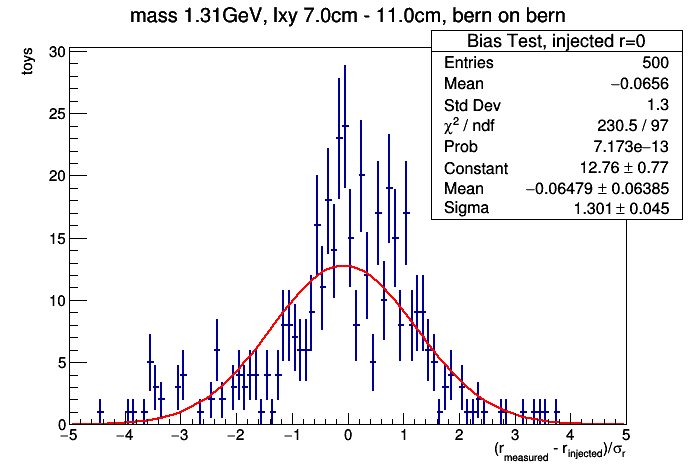 mass 1.31GeV, lxy 7.0cm - 11.0cm, bern on bern
toys
30
25
20
15
10
5
0
Bias Test, injected r=0
Entries 500
Mean −0.0656
Std Dev 1.3
χ² / ndf 230.5 / 97
Prob 7.173e−13
Constant 12.76 ± 0.77
Mean −0.06479 ± 0.06385
Sigma 1.301 ± 0.045
−5 −4 −3 −2 −1 0 1 2 3 4 5
(r_measured - r_injected)/σ_r